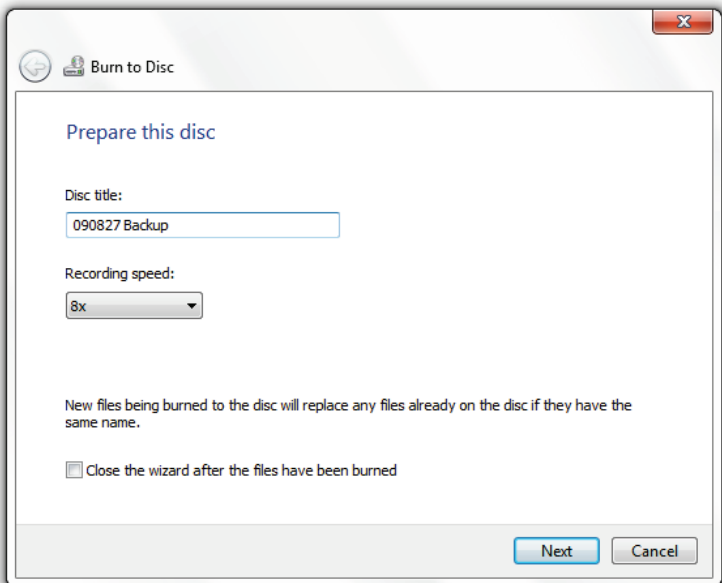 Burn to Disc
Prepare this disc
Disc title:
090827 Backup
Recording speed:
8x
New files being burned to the disc will replace any files already on the disc if they have the
same name.
Close the wizard after the files have been burned
Next Cancel